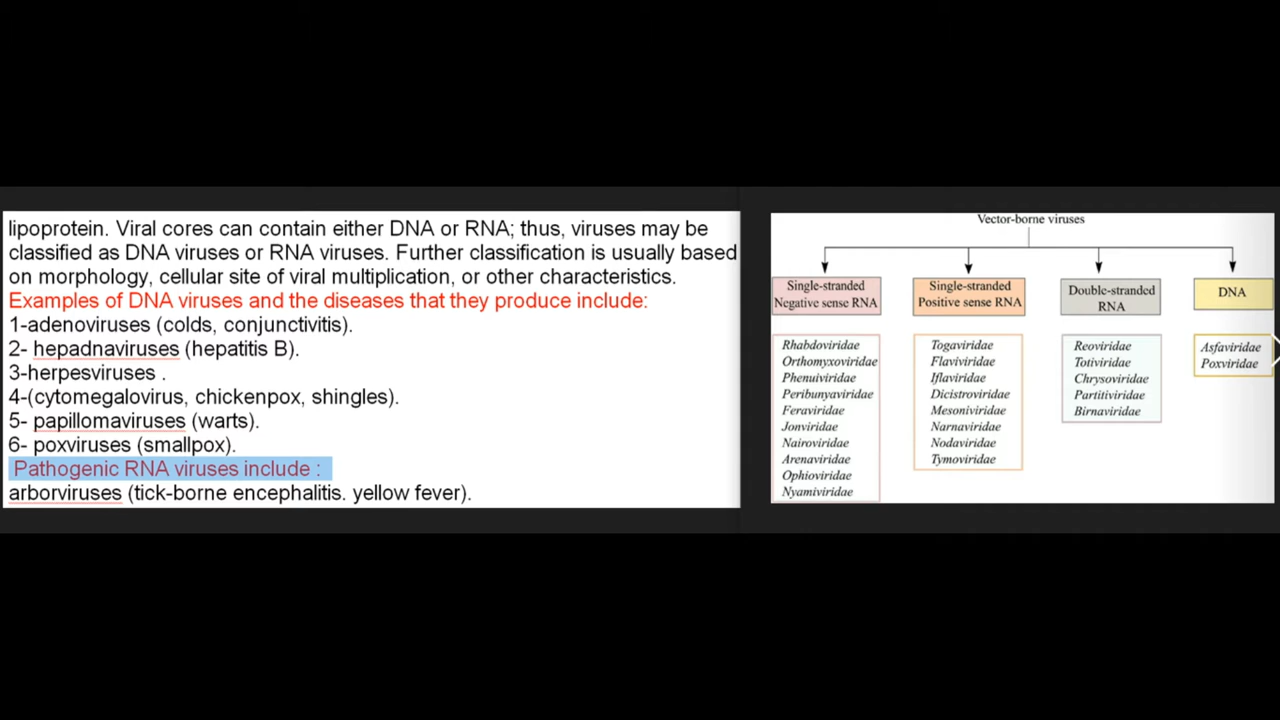 lipoprotein. Viral cores can contain either DNA or RNA; thus, viruses may be
classified as DNA viruses or RNA viruses. Further classification is usually based
on morphology, cellular site of viral multiplication, or other characteristics.
Examples of DNA viruses and the diseases that they produce include:
1-adenoviruses (colds, conjunctivitis).
2- hepadnaviruses (hepatitis B).
3-herpesviruses .
4-(cytomegalovirus, chickenpox, shingles).
5- papillomaviruses (warts).
6- poxviruses (smallpox).
Pathogenic RNA viruses include :
arborviruses (tick-borne encephalitis. yellow fever).
Vector-borne viruses
Single-stranded
Negative sense RNA
Rhabdoviridae
Orthomyxoviridae
Phenuiviridae
Peribunyaviridae
Feraviridae
Jonviridae
Nairoviridae
Arenaviridae
Ophioviridae
Nyamiviridae
Single-stranded
Positive sense RNA
Togaviridae
Flaviviridae
Iflaviridae
Dicistroviridae
Mesoniviridae
Narnaviridae
Nodaviridae
Tymoviridae
Double-stranded
RNA
Reoviridae
Totiviridae
Chrysoviridae
Partitiviridae
Birnaviridae
DNA
Asfaviridae
Poxviridae